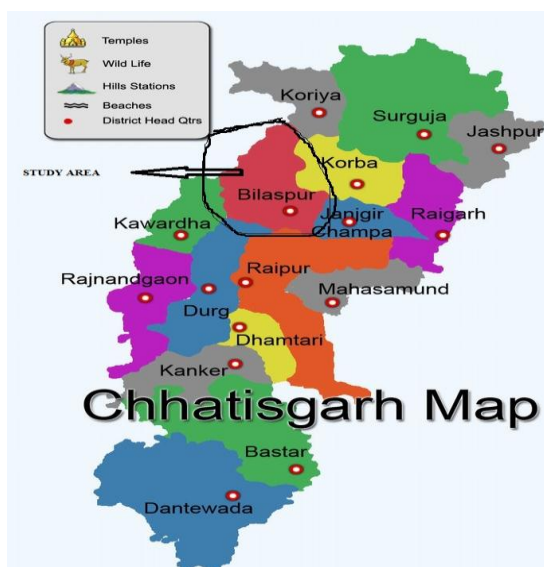 Temples
Wild Life
Hills Stations
Beaches
District Head Qtrs
Koriya
Surguja
Jashpur
STUDY AREA
Korba
Bilaspur
Janjgir
Champa
Raigarh
Kawardha
Rajnandgaon
Raipur
Mahasamund
Durg
Dhamtari
Kanker
Chhatisgarh Map
Bastar
Dantewada